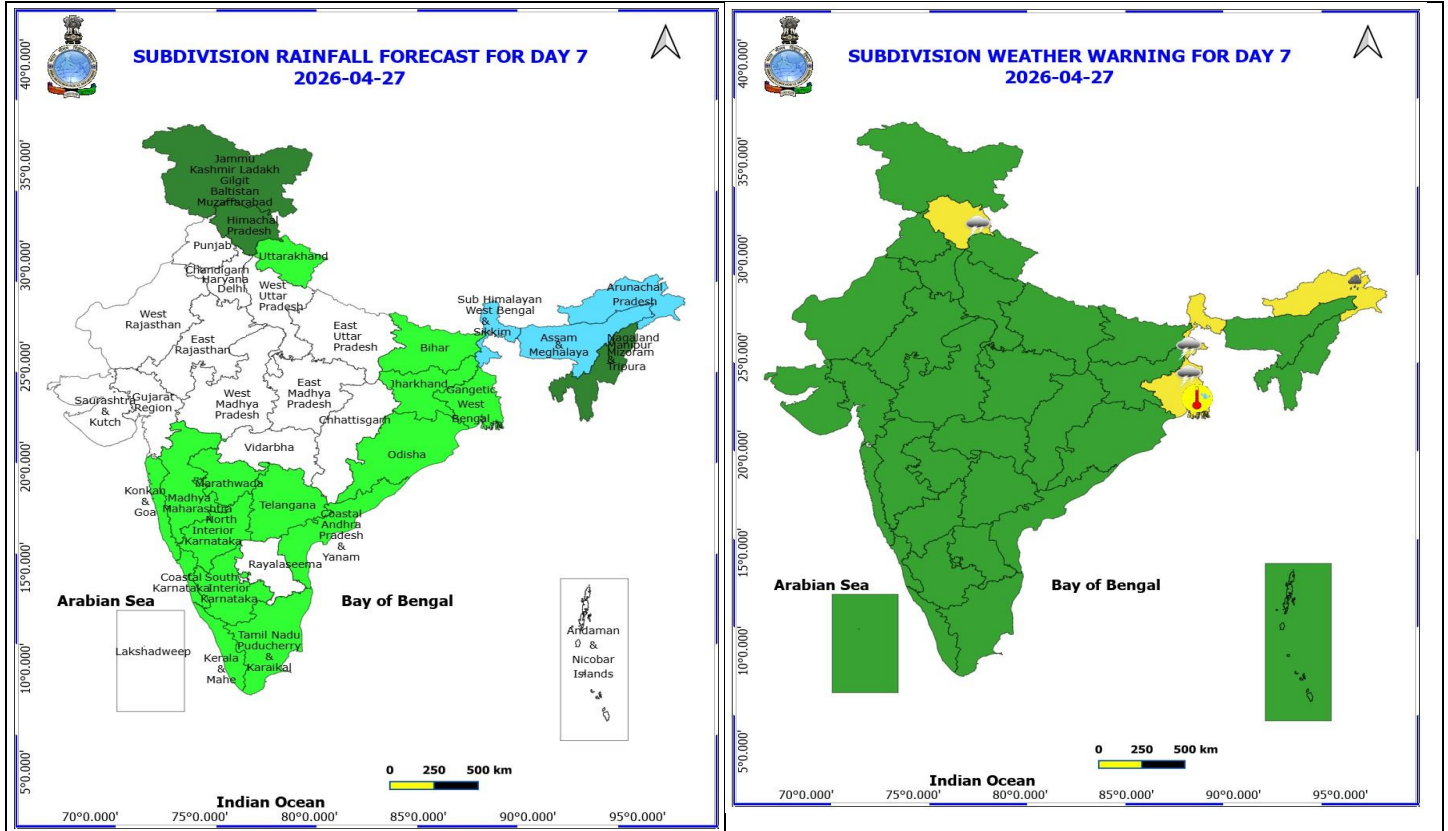 SUBDIVISION RAINFALL FORECAST FOR DAY 7
2026-04-27
40°0.000'
35°0.000'
30°0.000'
25°0.000'
20°0.000'
15°0.000'
10°0.000'
5°0.000'
Jammu
Kashmir Ladakh
Gilgit
Baltistan
Muzaffarabad
Himachal
Pradesh
Punjab
Uttarakhand
Chandigarh
Haryana
Delhi
West
Uttar
Pradesh
West
Rajasthan
East
Rajasthan
East
Uttar
Pradesh
Sub Himalayan
West Bengal
&
Sikkim
Arunachal
Pradesh
Assam
&
Meghalaya
Nagaland
Manipur
Mizoram
&
Tripura
Bihar
Jharkhand
Gangetic
West
Bengal
Saurashtra
&
Kutch
Gujarat
Region
West
Madhya
Pradesh
East
Madhya
Pradesh
Chhattisgarh
Vidarbha
Odisha
Konkan
&
Goa
Madhya
Maharashtra
Marathwada
Telangana
North
Interior
Karnataka
Coastal
Andhra
Pradesh
&
Yanam
Rayalaseema
Coastal
Karnataka
South
Interior
Karnataka
Arabian Sea
Bay of Bengal
Lakshadweep
Kerala
&
Mahe
Tamil Nadu
Puducherry
&
Karaikal
Andaman
&
Nicobar
Islands
0 250 500 km
Indian Ocean
70°0.000' 75°0.000' 80°0.000' 85°0.000' 90°0.000' 95°0.000'
SUBDIVISION WEATHER WARNING FOR DAY 7
2026-04-27
40°0.000'
35°0.000'
30°0.000'
25°0.000'
20°0.000'
15°0.000'
10°0.000'
5°0.000'
Arabian Sea
Bay of Bengal
0 250 500 km
Indian Ocean
70°0.000' 75°0.000' 80°0.000' 85°0.000' 90°0.000' 95°0.000'